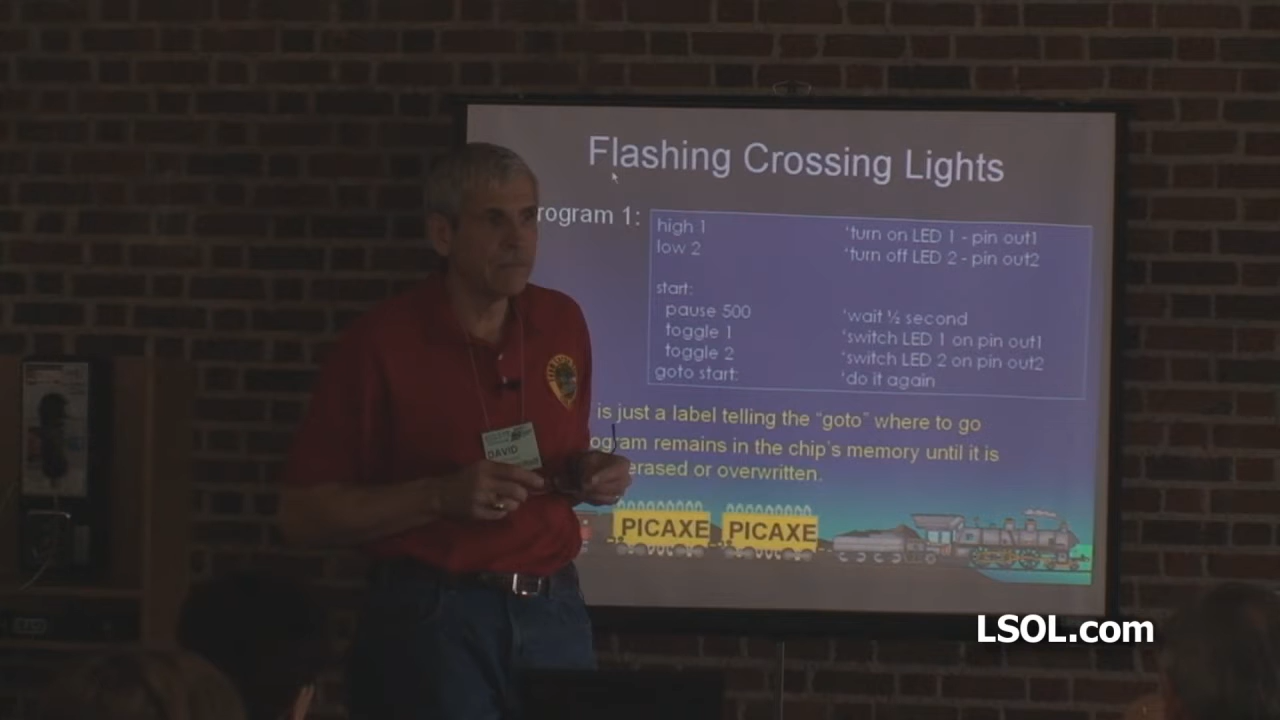 Flashing Crossing Lights
rogram 1:
high 1 'turn on LED 1 - pin out1
low 2 'turn off LED 2 - pin out2
start:
pause 500 'wait ½ second
toggle 1 'switch LED 1 on pin out1
toggle 2 'switch LED 2 on pin out2
goto start: 'do it again
is just a label telling the "goto" where to go
ogram remains in the chip's memory until it is
erased or overwritten.
PICAXE PICAXE
DAVID
LSOL.com